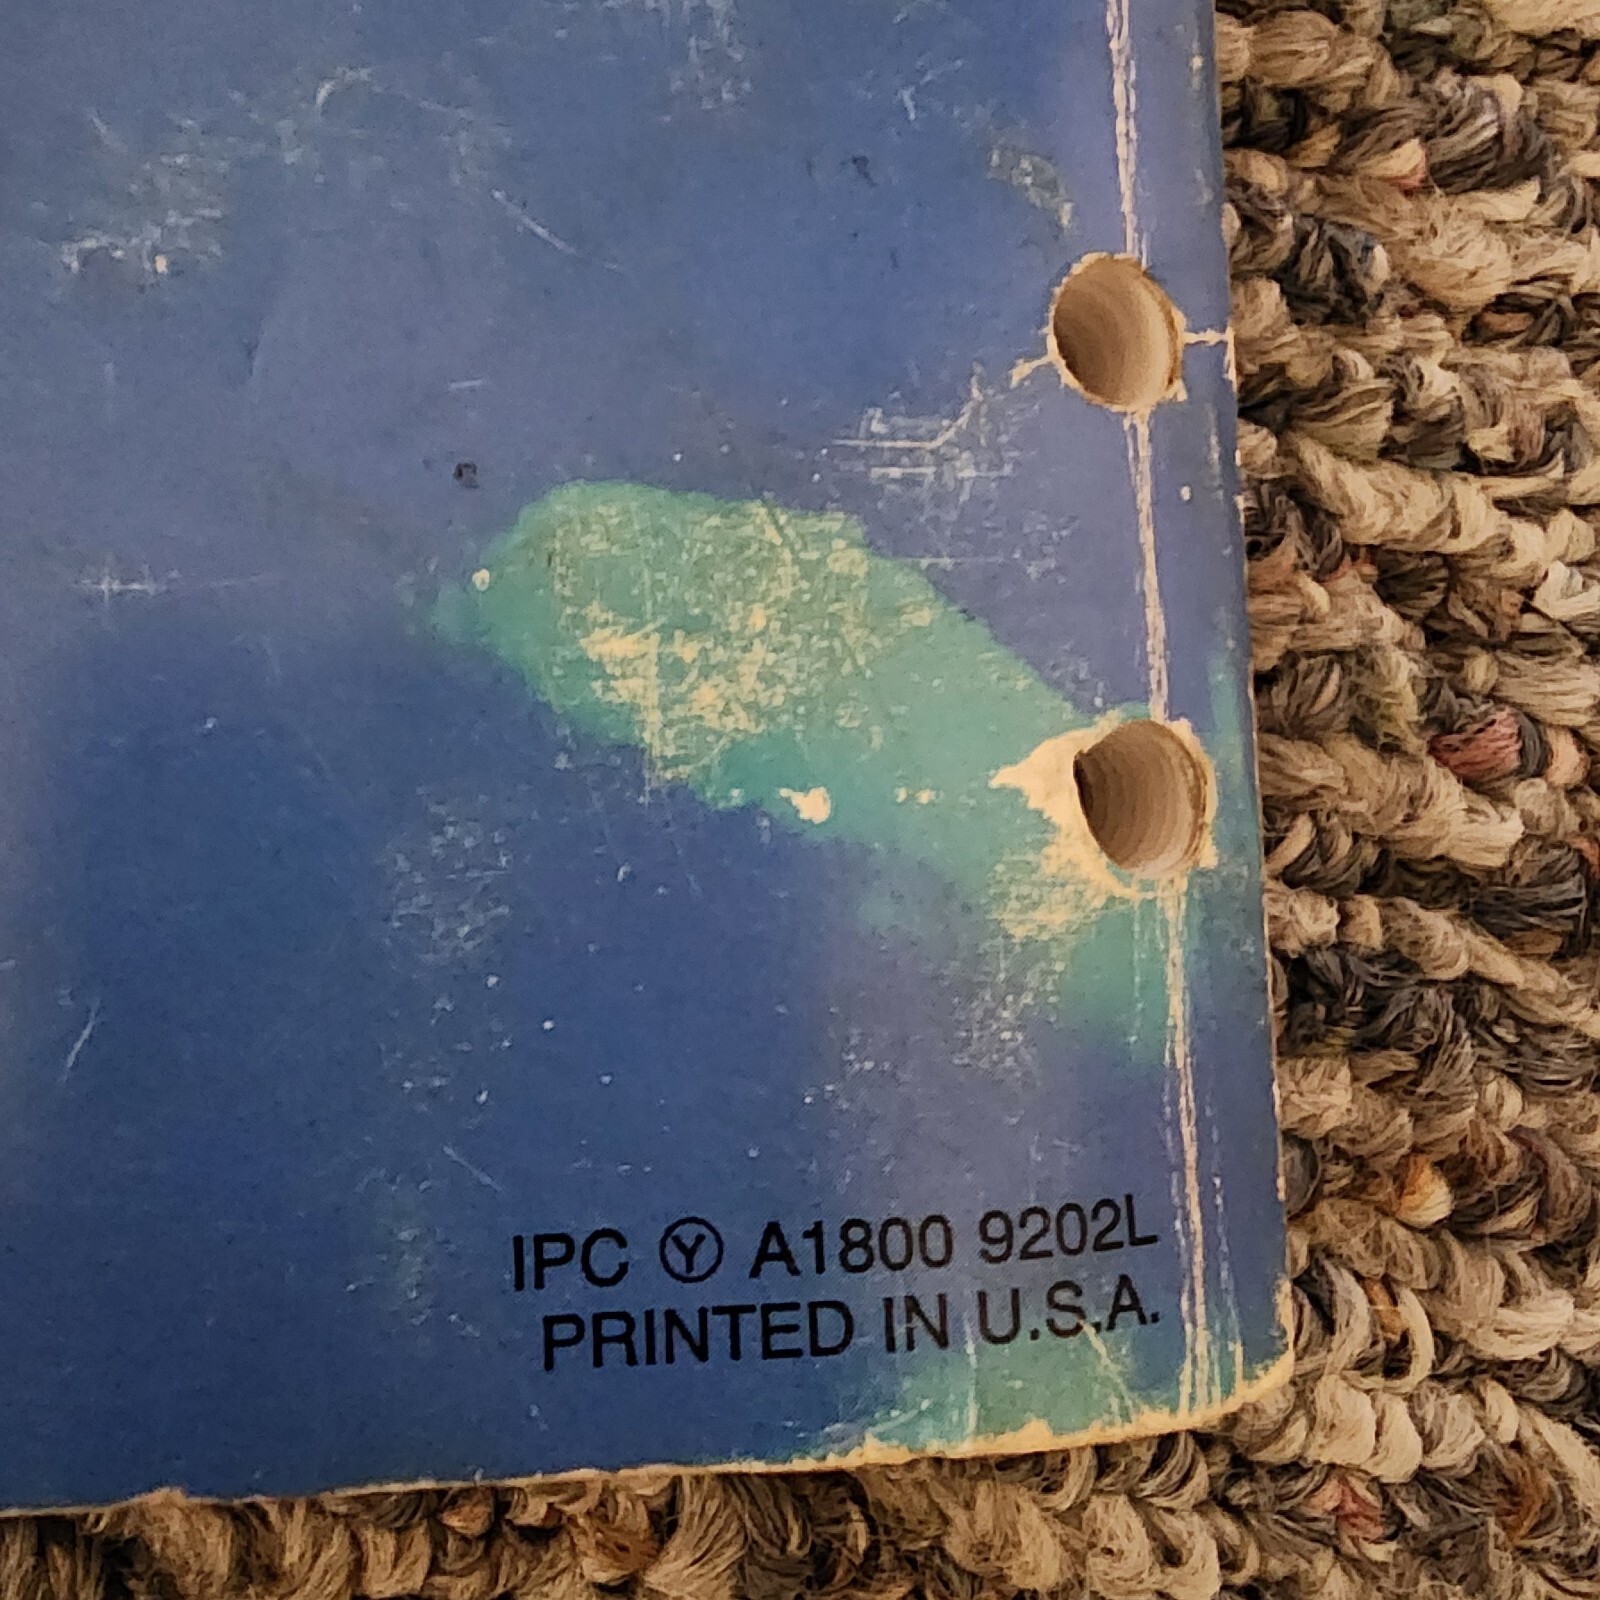 IPC Ⓨ A1800 9202L
PRINTED IN U.S.A.